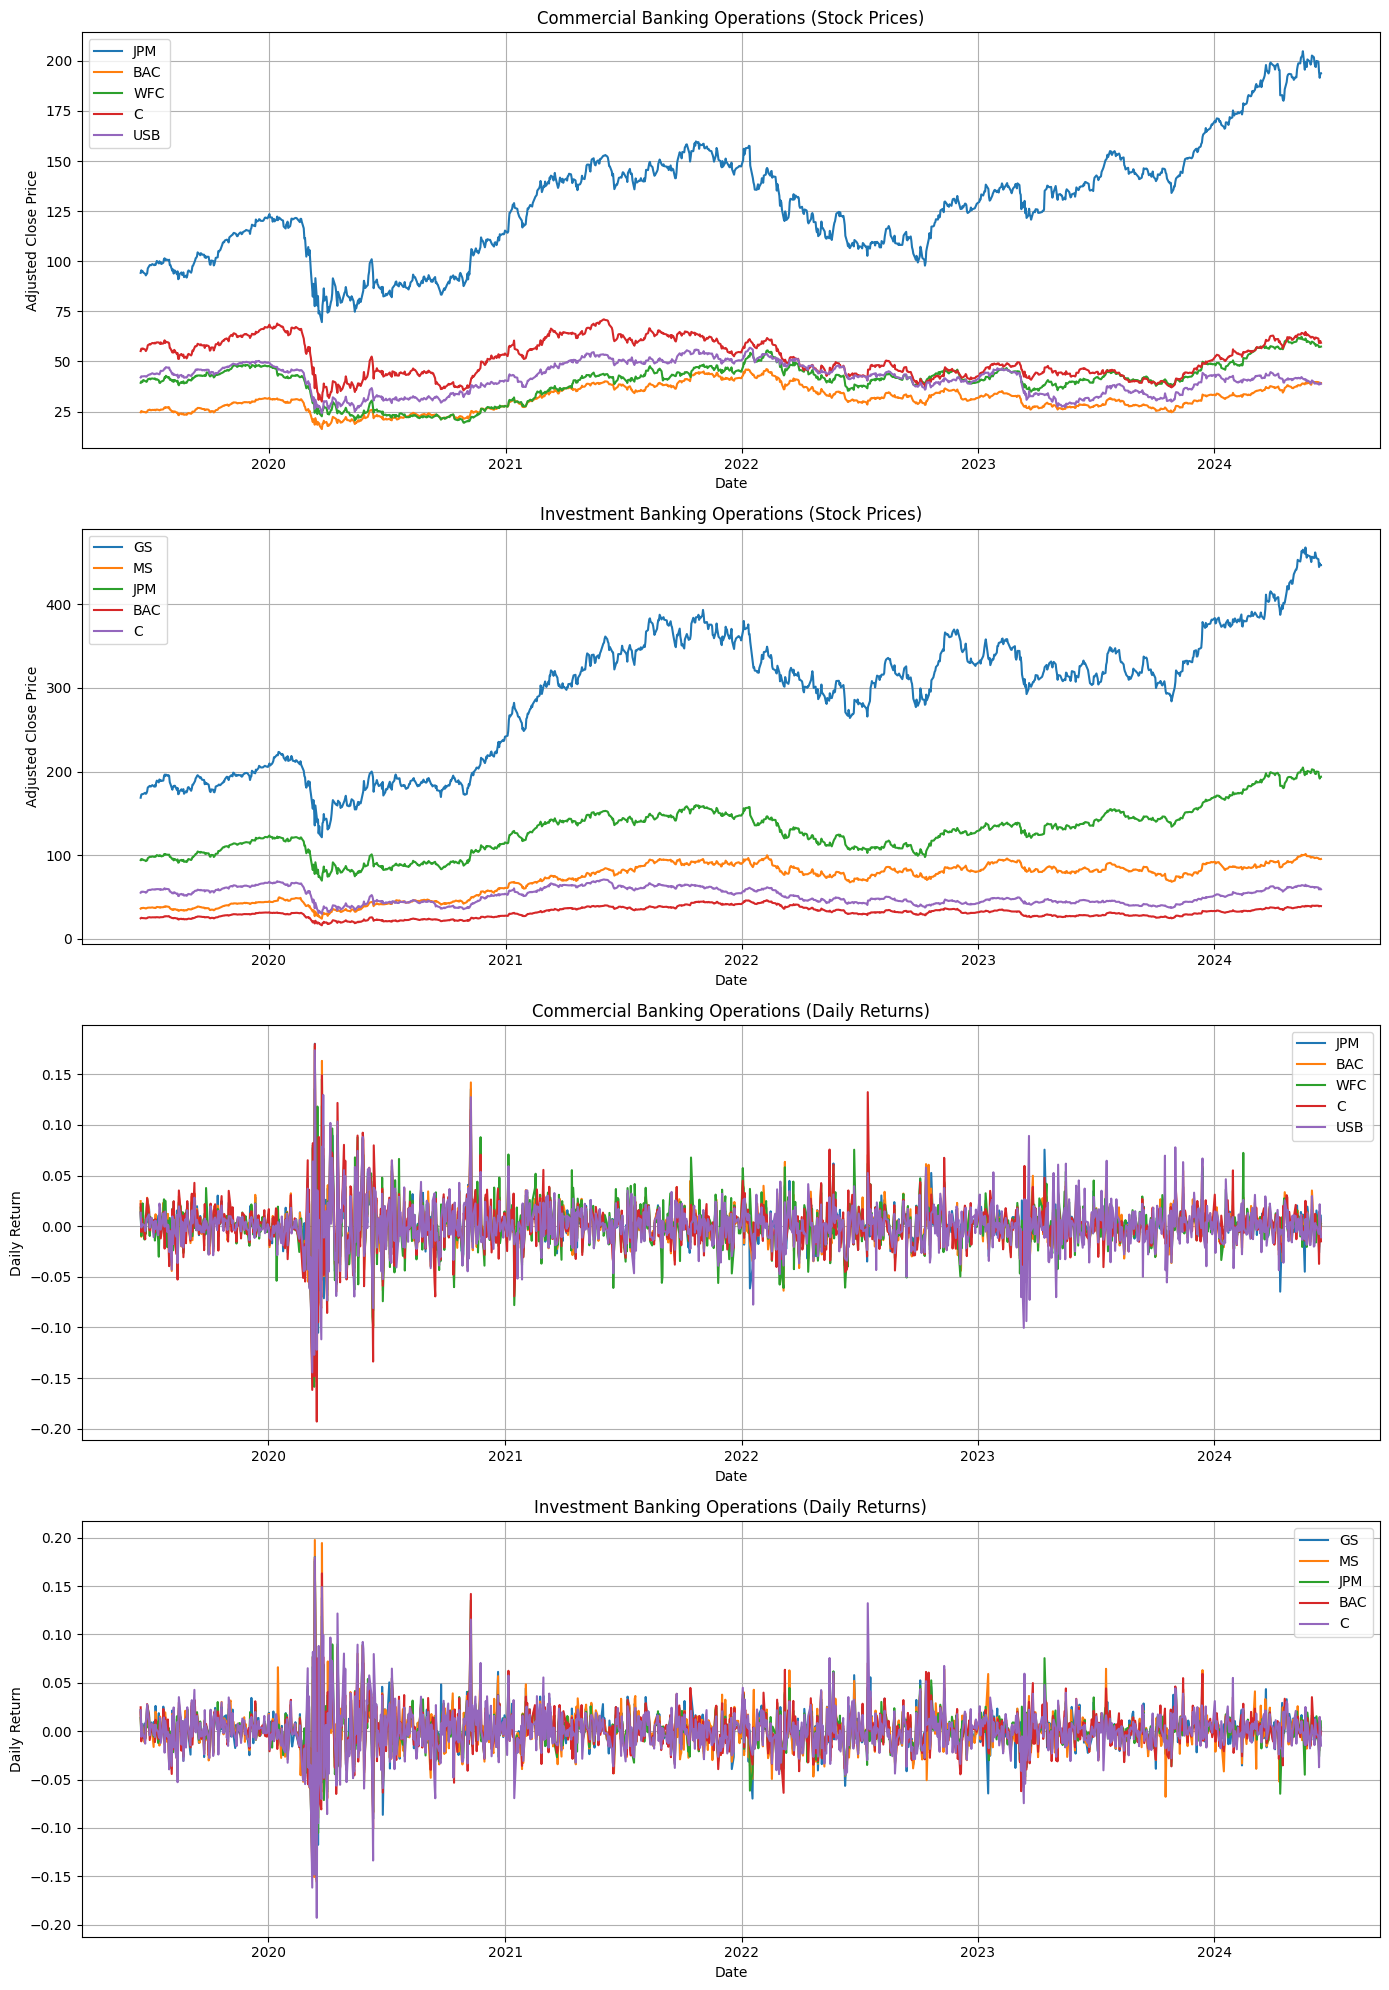 Commercial Banking Operations (Stock Prices)
JPM
BAC
WFC
C
USB
200
175
150
125
100
75
50
25
Adjusted Close Price
2020 2021 2022 2023 2024
Date
Investment Banking Operations (Stock Prices)
GS
MS
JPM
BAC
C
400
300
200
100
0
Adjusted Close Price
2020 2021 2022 2023 2024
Date
Commercial Banking Operations (Daily Returns)
JPM
BAC
WFC
C
USB
0.15
0.10
0.05
0.00
−0.05
−0.10
−0.15
−0.20
Daily Return
2020 2021 2022 2023 2024
Date
Investment Banking Operations (Daily Returns)
GS
MS
JPM
BAC
C
0.20
0.15
0.10
0.05
0.00
−0.05
−0.10
−0.15
−0.20
Daily Return
2020 2021 2022 2023 2024
Date